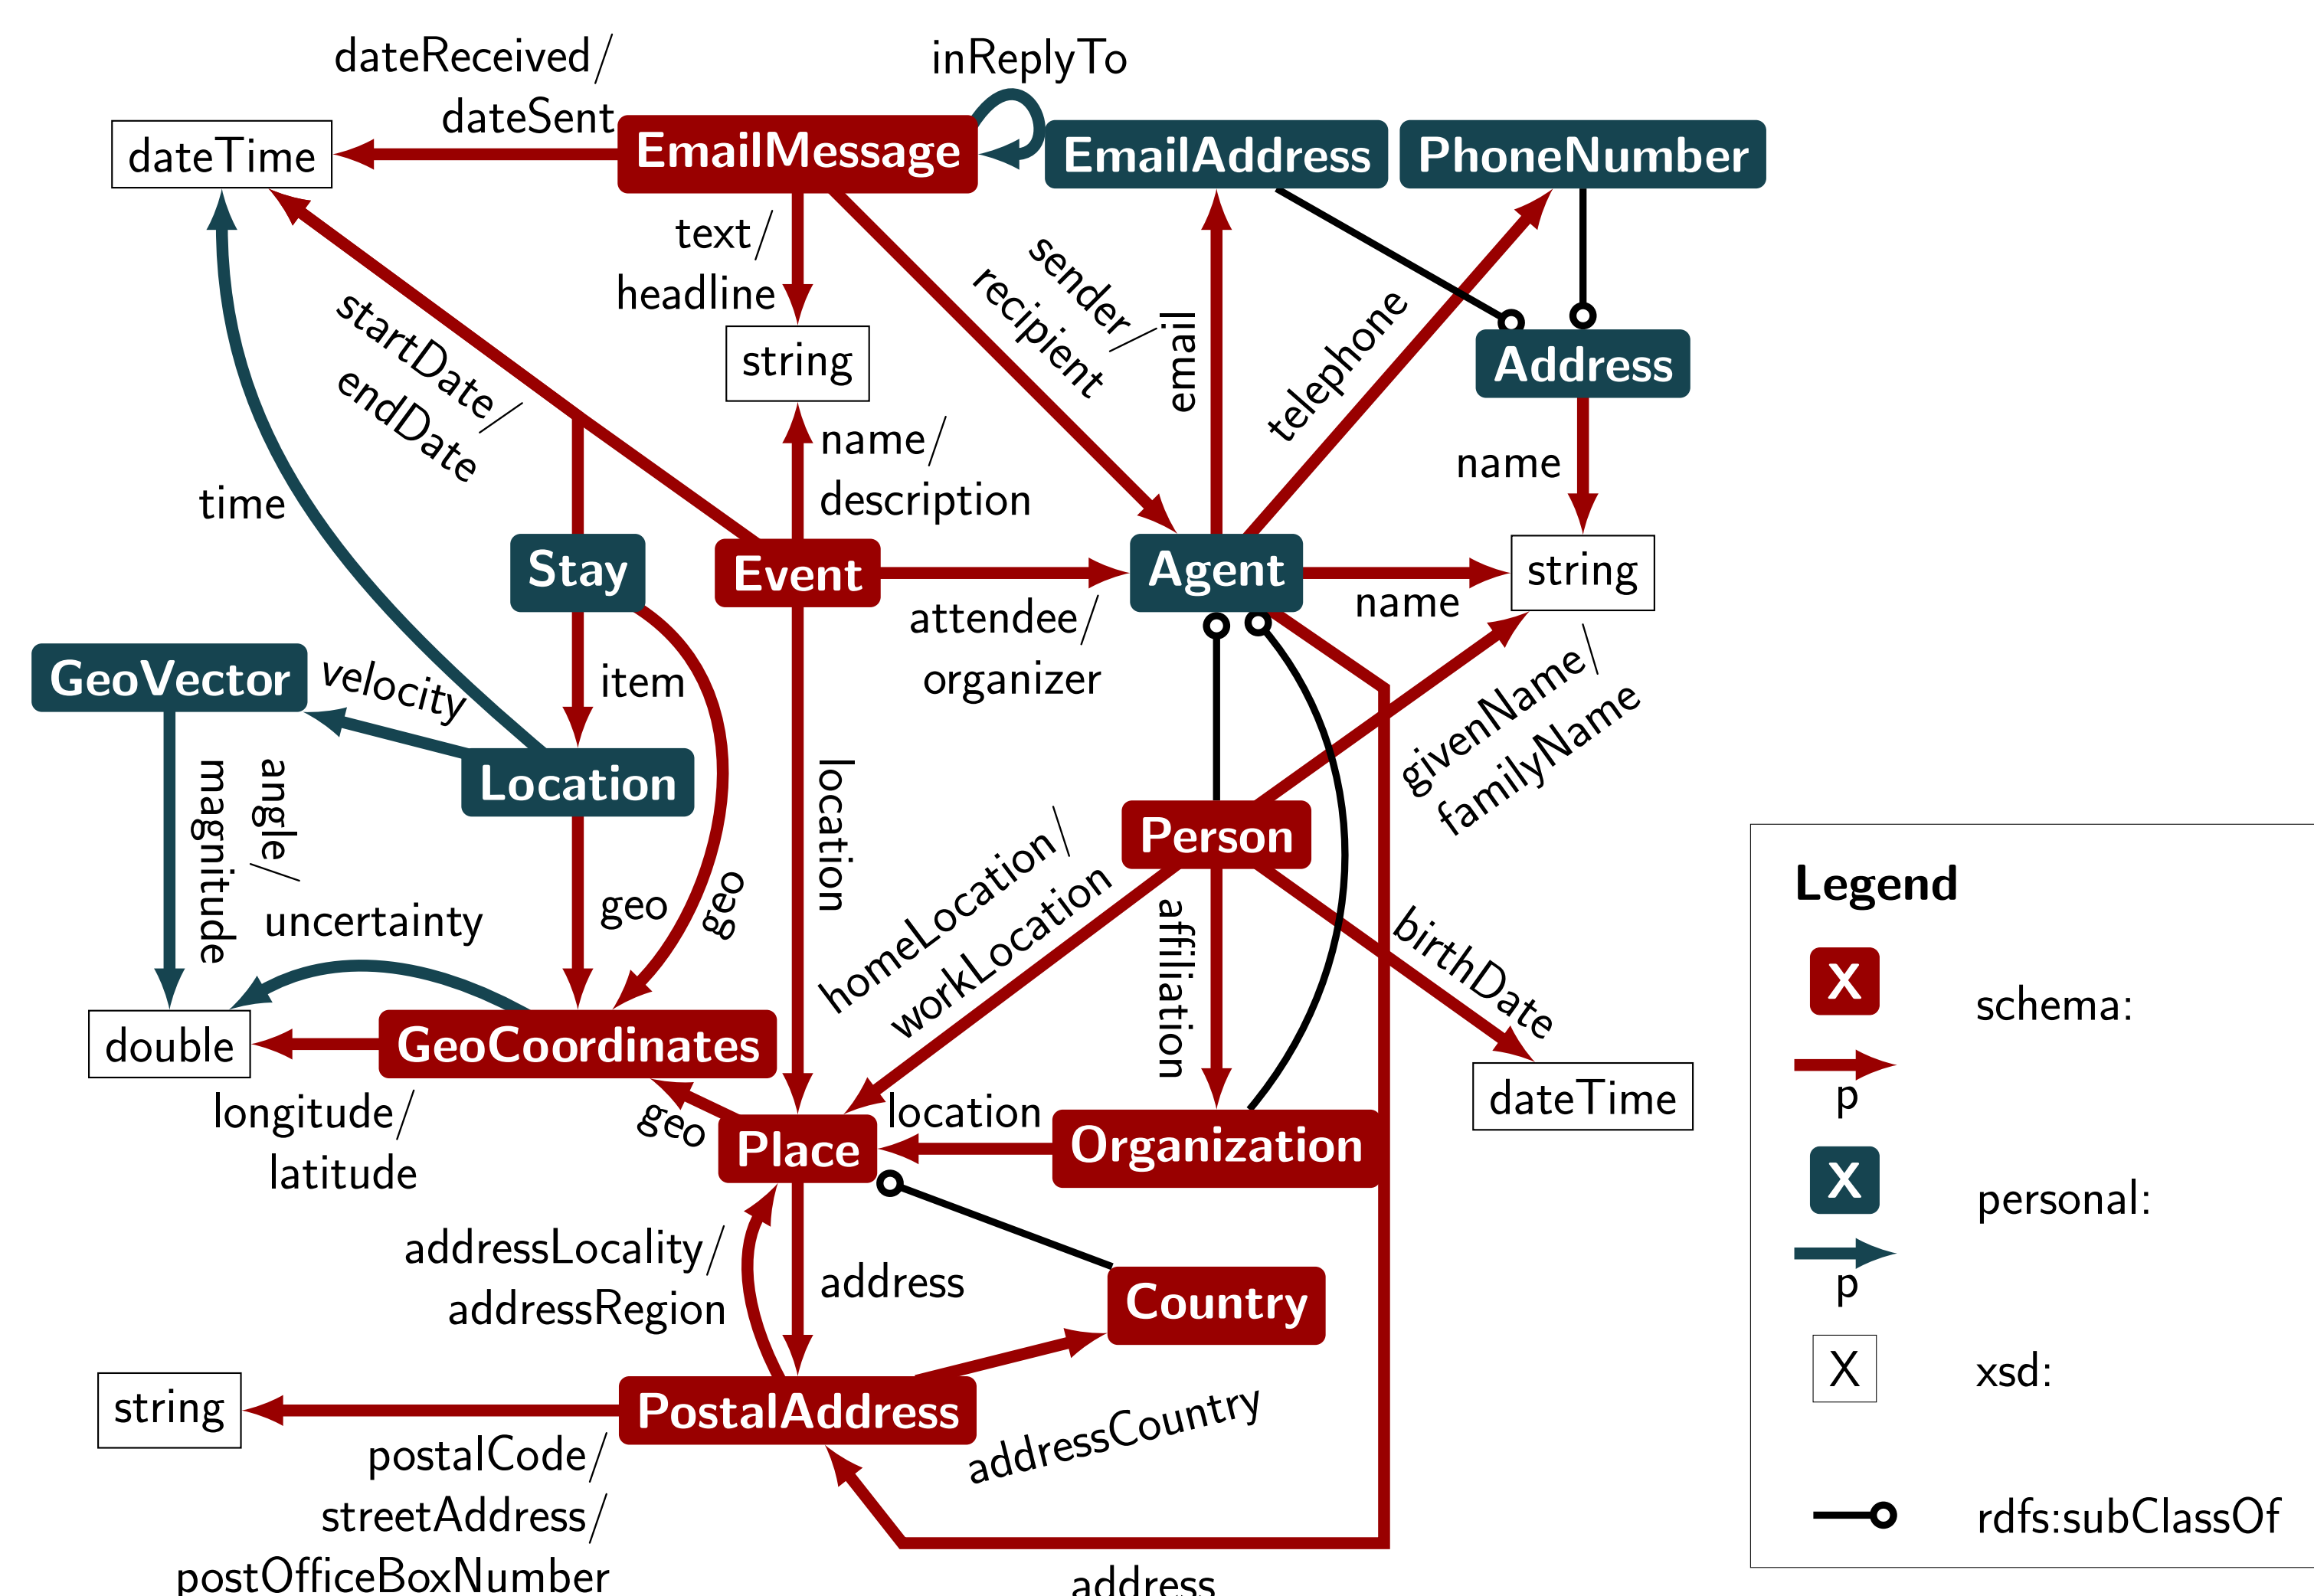 dateReceived/
dateSent
inReplyTo
dateTime
EmailMessage
EmailAddress
PhoneNumber
text/
headline
sender/
recipient
email
telephone
string
Address
startDate/
endDate
name/
description
name
time
Stay
Event
Agent
string
attendee/
organizer
name
GeoVector
velocity
item
givenName/
familyName
Location
angle/
magnitude
location
Person
homeLocation/
workLocation
geo
geo
uncertainty
affiliation
birthDate
double
GeoCoordinates
dateTime
longitude/
latitude
geo
Place
location
Organization
addressLocality/
addressRegion
address
Country
string
PostalAddress
addressCountry
postalCode/
streetAddress/
postOfficeBoxNumber
address
Legend
X
schema:
p
X
personal:
p
X
xsd:
rdfs:subClassOf